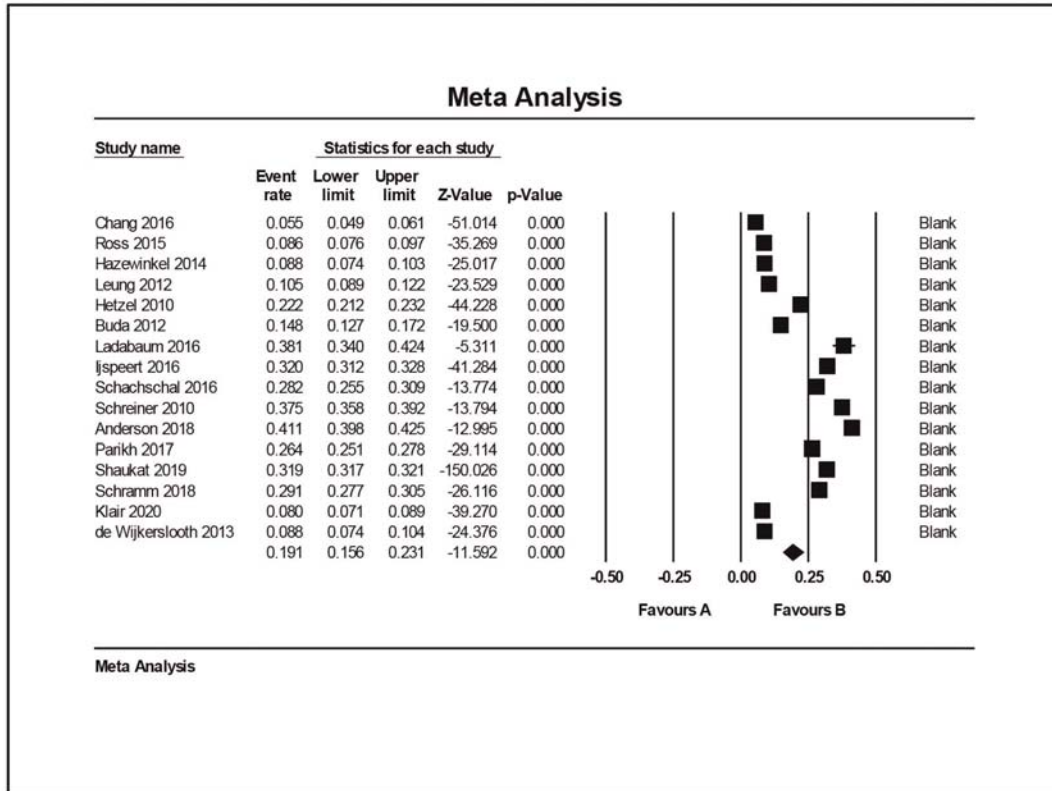 Meta Analysis
Study name Statistics for each study
Event Lower Upper
rate limit limit Z-Value p-Value
Chang 2016 0.055 0.049 0.061 -51.014 0.000 Blank
Ross 2015 0.086 0.076 0.097 -35.269 0.000 Blank
Hazewinkel 2014 0.088 0.074 0.103 -25.017 0.000 Blank
Leung 2012 0.105 0.089 0.122 -23.529 0.000 Blank
Hetzel 2010 0.222 0.212 0.232 -44.228 0.000 Blank
Buda 2012 0.148 0.127 0.172 -19.500 0.000 Blank
Ladabaum 2016 0.381 0.340 0.424 -5.311 0.000 Blank
Ijspeert 2016 0.320 0.312 0.328 -41.284 0.000 Blank
Schachschal 2016 0.282 0.255 0.309 -13.774 0.000 Blank
Schreiner 2010 0.375 0.358 0.392 -13.794 0.000 Blank
Anderson 2018 0.411 0.398 0.425 -12.995 0.000 Blank
Parikh 2017 0.264 0.251 0.278 -29.114 0.000 Blank
Shaukat 2019 0.319 0.317 0.321 -150.026 0.000 Blank
Schramm 2018 0.291 0.277 0.305 -26.116 0.000 Blank
Klair 2020 0.080 0.071 0.089 -39.270 0.000 Blank
de Wijkerslooth 2013 0.088 0.074 0.104 -24.376 0.000 Blank
0.191 0.156 0.231 -11.592 0.000
-0.50 -0.25 0.00 0.25 0.50
Favours A Favours B
Meta Analysis